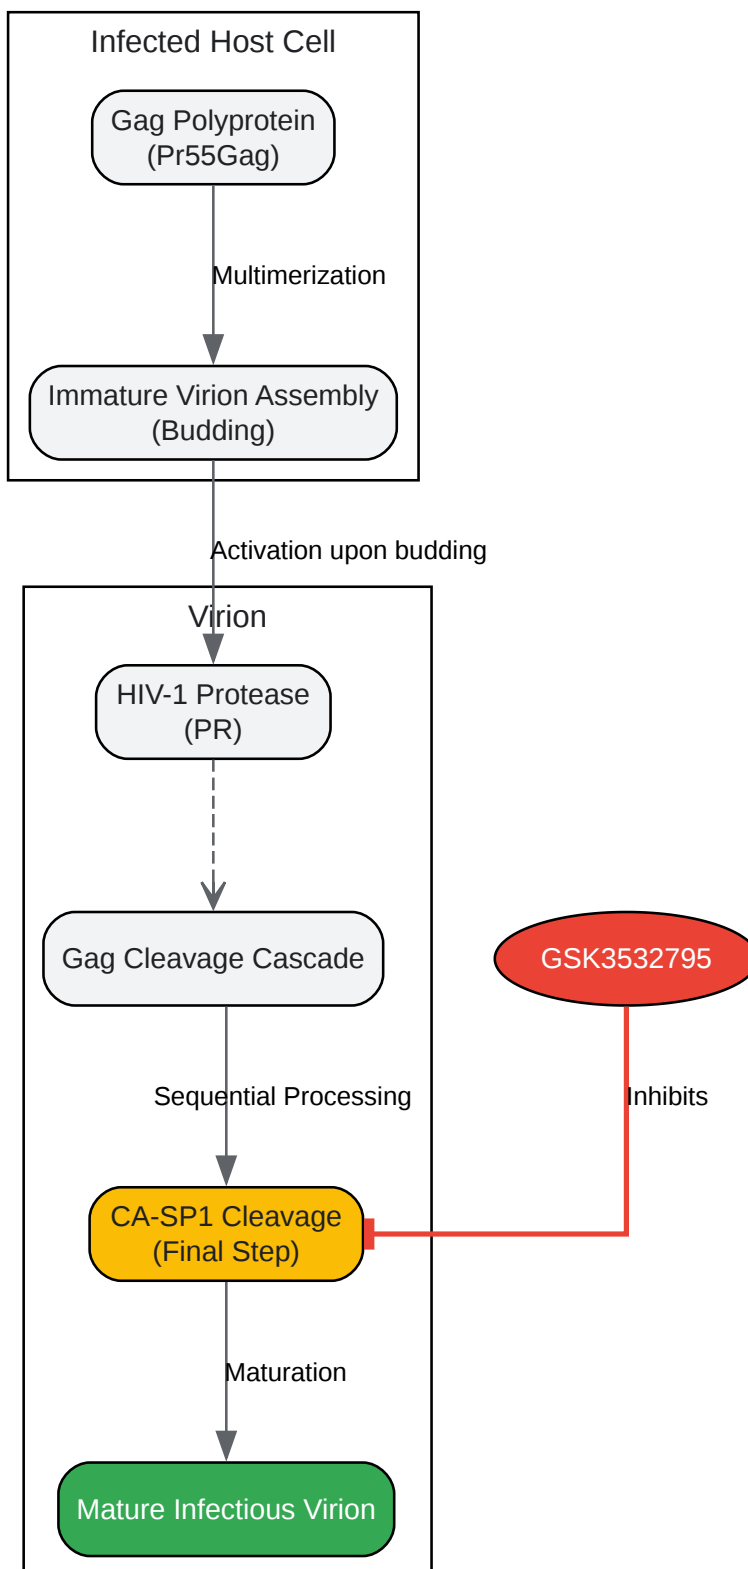 Infected Host Cell
Gag Polyprotein
(Pr55Gag)
Multimerization
Immature Virion Assembly
(Budding)
Activation upon budding
Virion
HIV-1 Protease
(PR)
Gag Cleavage Cascade
GSK3532795
Sequential Processing
Inhibits
CA-SP1 Cleavage
(Final Step)
Maturation
Mature Infectious Virion